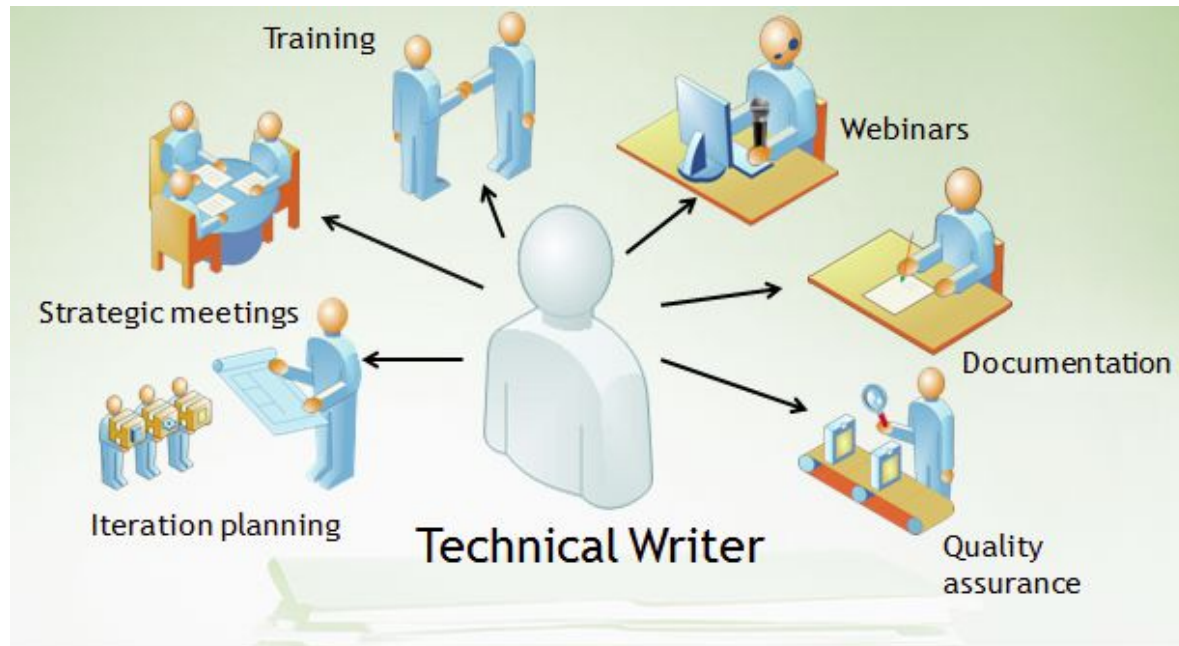 Training
Webinars
Strategic meetings
Documentation
Iteration planning
Technical Writer
Quality
assurance